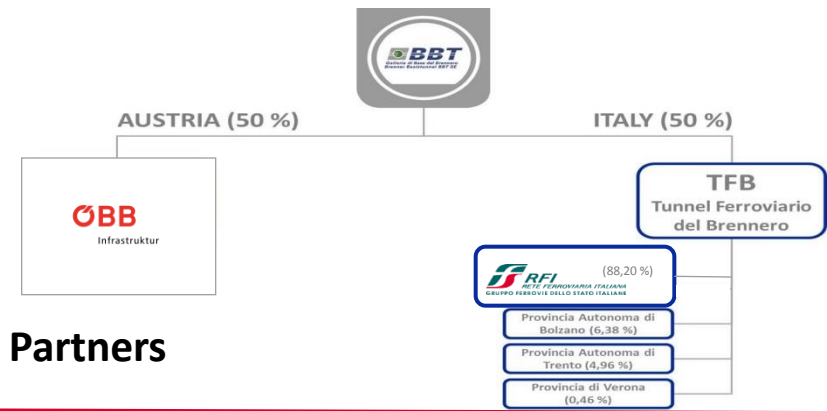 BBT
Galleria di Base del Brennero
Brenner Basistunnel BBT SE
AUSTRIA (50 %)
ITALY (50 %)
ÖBB
Infrastruktur
TFB
Tunnel Ferroviario
del Brennero
RFI
(88,20 %)
RETE FERROVIARIA ITALIANA
GRUPPO FERROVIE DELLO STATO ITALIANE
Provincia Autonoma di
Bolzano (6,38 %)
Provincia Autonoma di
Trento (4,96 %)
Provincia di Verona
(0,46 %)
Partners